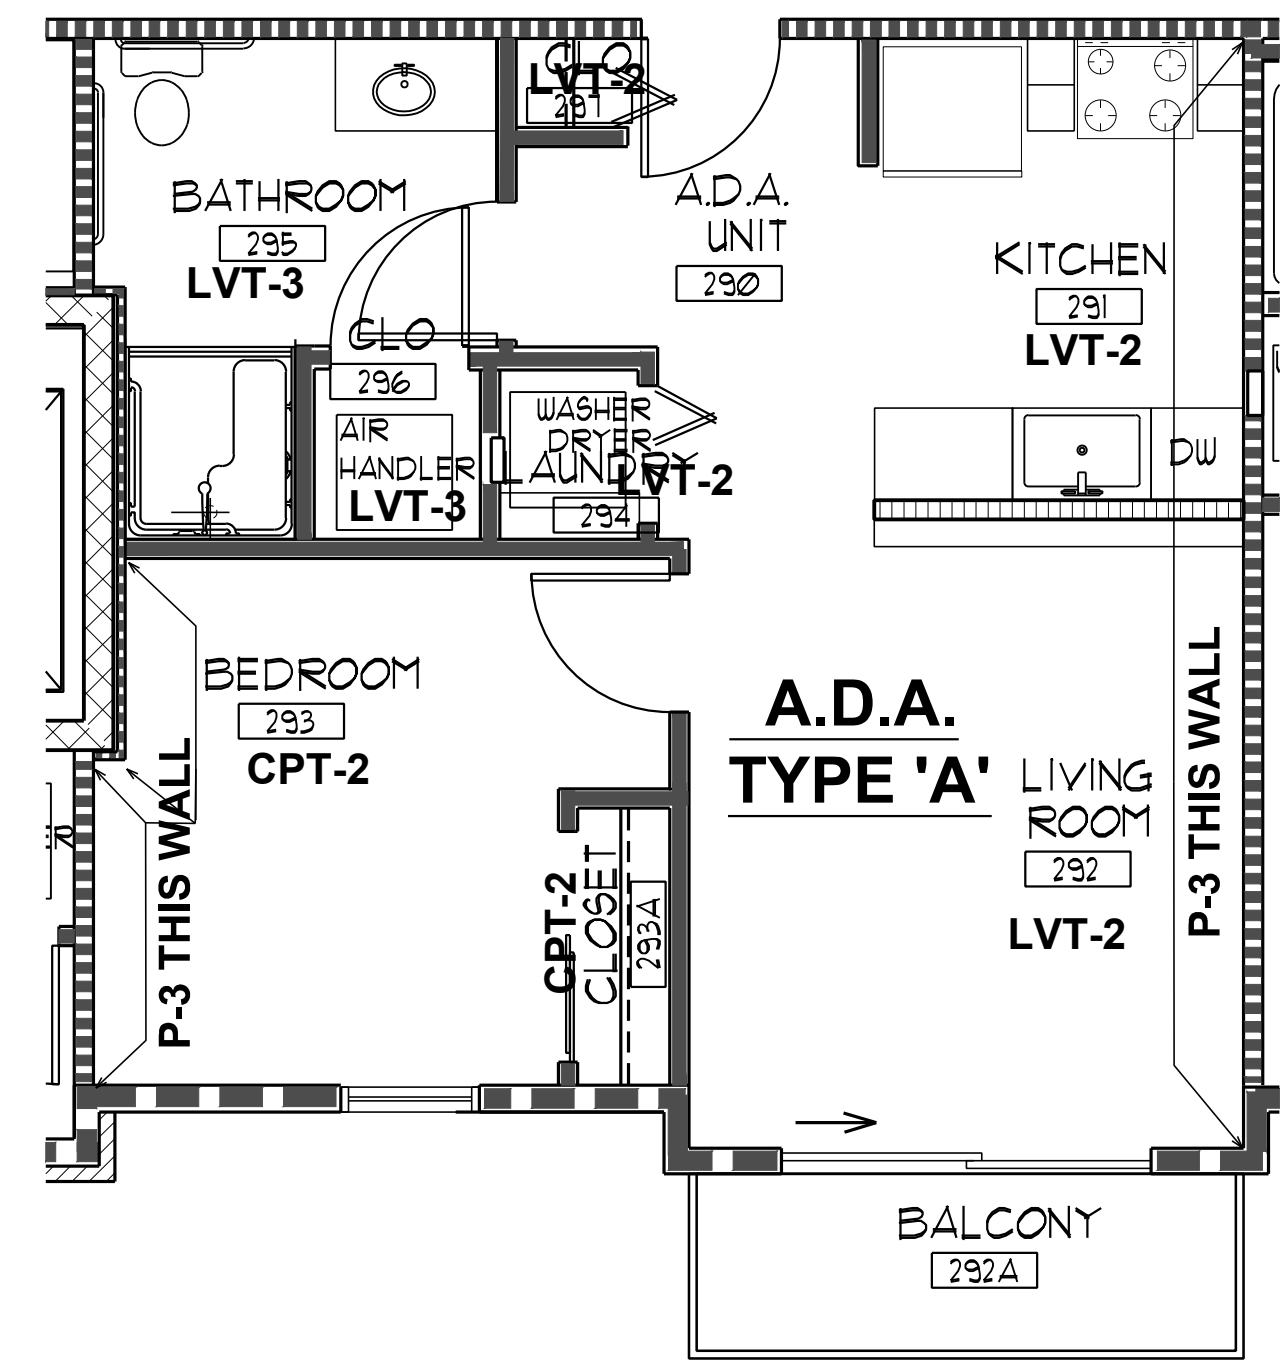 CLO
LVT-2
297
BATHROOM
295
LVT-3
A.D.A.
UNIT
290
KITCHEN
291
LVT-2
CLO
296
AIR
HANDLER
LVT-3
WASHER
DRYER
LAUNDRY
LVT-2
294
DW
BEDROOM
293
CPT-2
P-3 THIS WALL
CPT-2
CLOSET
293A
A.D.A.
TYPE 'A'
LIVING
ROOM
292
LVT-2
P-3 THIS WALL
BALCONY
292A